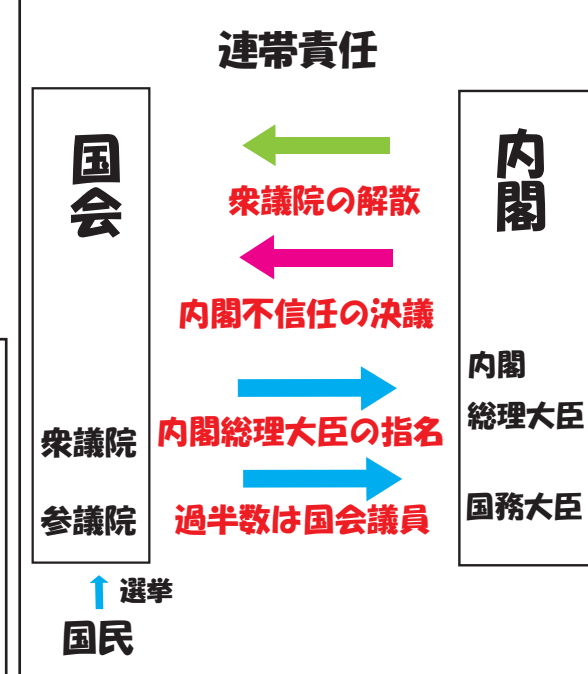 連帯責任
国会
内閣
衆議院の解散
内閣不信任の決議
内閣
総理大臣
内閣総理大臣の指名
衆議院
国務大臣
過半数は国会議員
参議院
選挙
国民